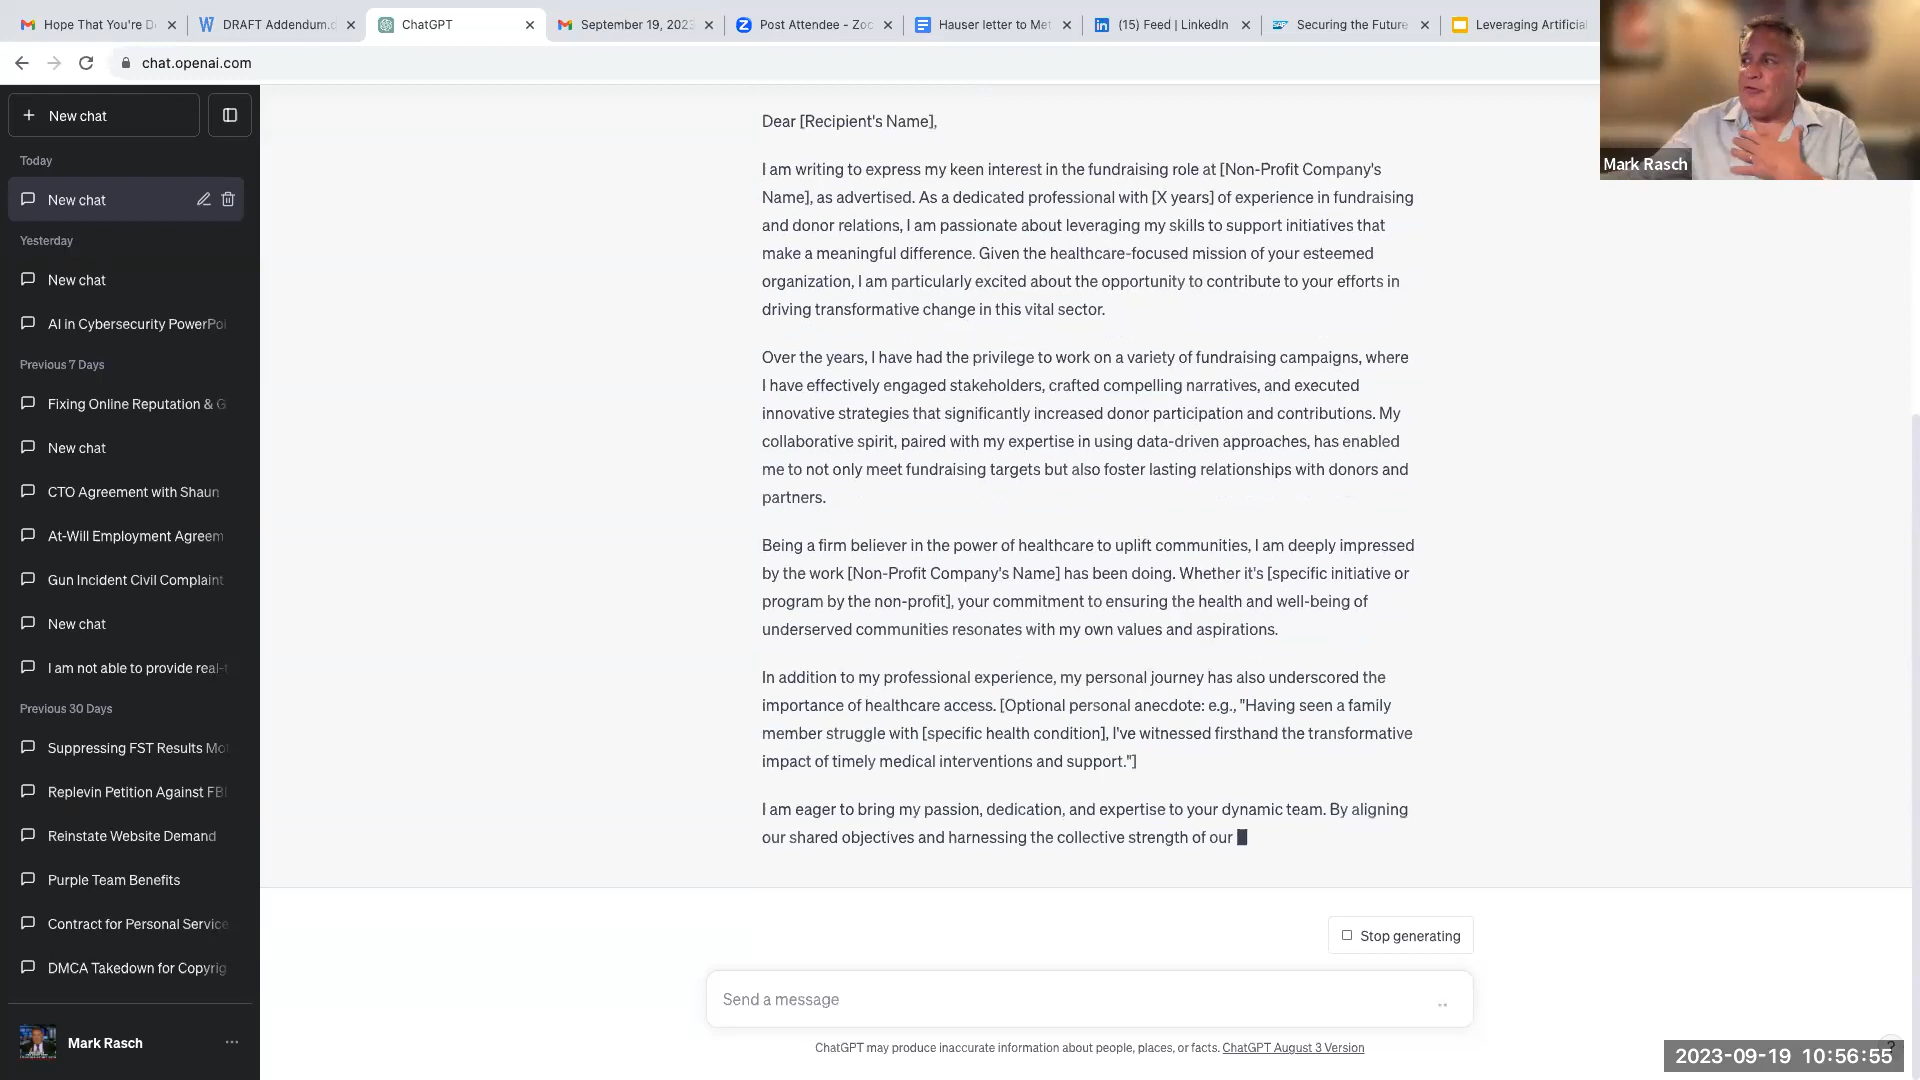 Hope That You're D
DRAFT Addendum.d
ChatGPT
September 19, 2023
Post Attendee - Zoo
Hauser letter to Met
(15) Feed | LinkedIn
Securing the Future
Leveraging Artificial
chat.openai.com
New chat
Today
New chat
Yesterday
New chat
AI in Cybersecurity PowerPoi
Previous 7 Days
Fixing Online Reputation & G
New chat
CTO Agreement with Shaun
At-Will Employment Agreem
Gun Incident Civil Complaint
New chat
I am not able to provide real-t
Previous 30 Days
Suppressing FST Results Mot
Replevin Petition Against FBI
Reinstate Website Demand
Purple Team Benefits
Contract for Personal Service
DMCA Takedown for Copyrig
Mark Rasch
Dear [Recipient's Name],
I am writing to express my keen interest in the fundraising role at [Non-Profit Company's
Name], as advertised. As a dedicated professional with [X years] of experience in fundraising
and donor relations, I am passionate about leveraging my skills to support initiatives that
make a meaningful difference. Given the healthcare-focused mission of your esteemed
organization, I am particularly excited about the opportunity to contribute to your efforts in
driving transformative change in this vital sector.
Over the years, I have had the privilege to work on a variety of fundraising campaigns, where
I have effectively engaged stakeholders, crafted compelling narratives, and executed
innovative strategies that significantly increased donor participation and contributions. My
collaborative spirit, paired with my expertise in using data-driven approaches, has enabled
me to not only meet fundraising targets but also foster lasting relationships with donors and
partners.
Being a firm believer in the power of healthcare to uplift communities, I am deeply impressed
by the work [Non-Profit Company's Name] has been doing. Whether it's [specific initiative or
program by the non-profit], your commitment to ensuring the health and well-being of
underserved communities resonates with my own values and aspirations.
In addition to my professional experience, my personal journey has also underscored the
importance of healthcare access. [Optional personal anecdote: e.g., "Having seen a family
member struggle with [specific health condition], I've witnessed firsthand the transformative
impact of timely medical interventions and support."]
I am eager to bring my passion, dedication, and expertise to your dynamic team. By aligning
our shared objectives and harnessing the collective strength of our
Stop generating
Send a message
ChatGPT may produce inaccurate information about people, places, or facts. ChatGPT August 3 Version
Mark Rasch
2023-09-19 10:56:55